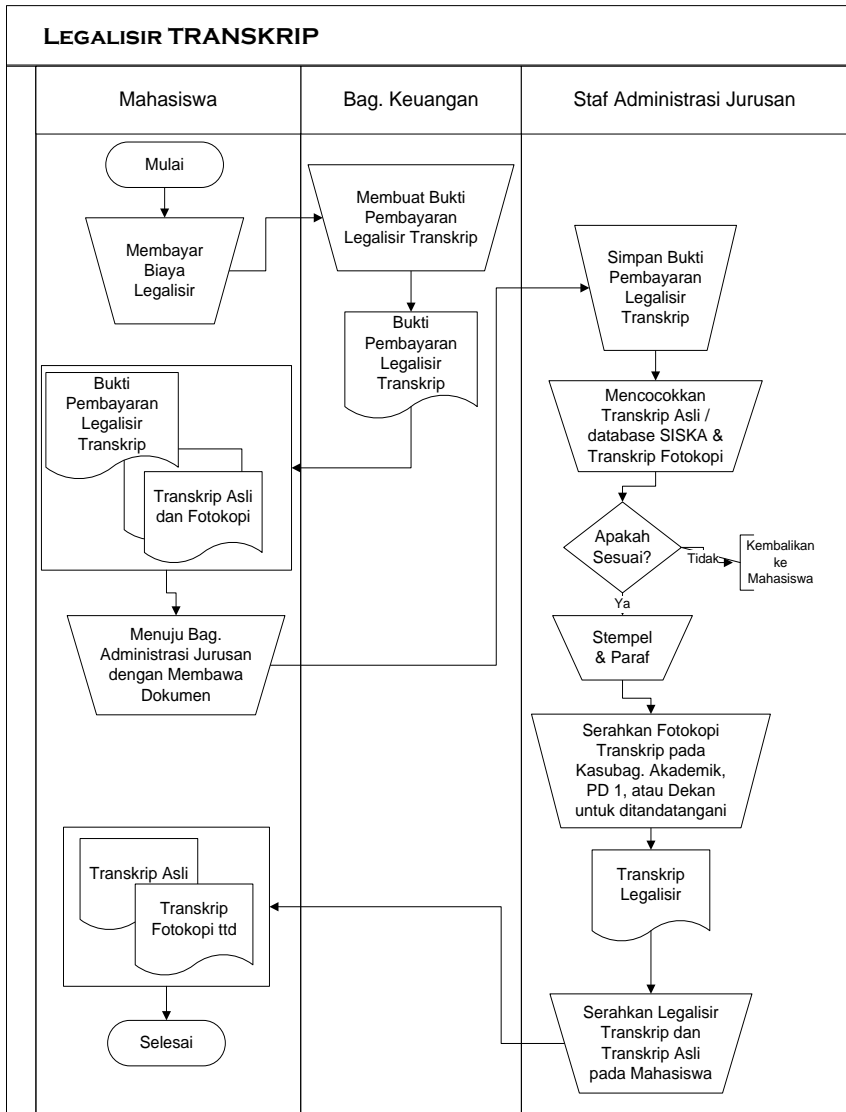 LEGALISIR TRANSKRIP
Mahasiswa
Bag. Keuangan
Staf Administrasi Jurusan
Mulai
Membayar
Biaya
Legalisir
Membuat Bukti
Pembayaran
Legalisir Transkrip
Bukti
Pembayaran
Legalisir
Transkrip
Bukti
Pembayaran
Legalisir
Transkrip
Transkrip Asli
dan Fotokopi
Menuju Bag.
Administrasi Jurusan
dengan Membawa
Dokumen
Simpan Bukti
Pembayaran
Legalisir
Transkrip
Mencocokkan
Transkrip Asli /
database SISKA &
Transkrip Fotokopi
Apakah
Sesuai?
Tidak
Kembalikan
ke
Mahasiswa
Ya
Stempel
& Paraf
Serahkan Fotokopi
Transkrip pada
Kasubag. Akademik,
PD 1, atau Dekan
untuk ditandatangani
Transkrip
Legalisir
Serahkan Legalisir
Transkrip dan
Transkrip Asli
pada Mahasiswa
Transkrip Asli
Transkrip
Fotokopi ttd
Selesai